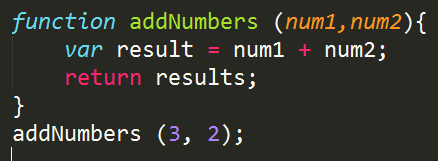 function addNumbers (num1,num2){
    var result = num1 + num2;
    return results;
}
addNumbers (3, 2);